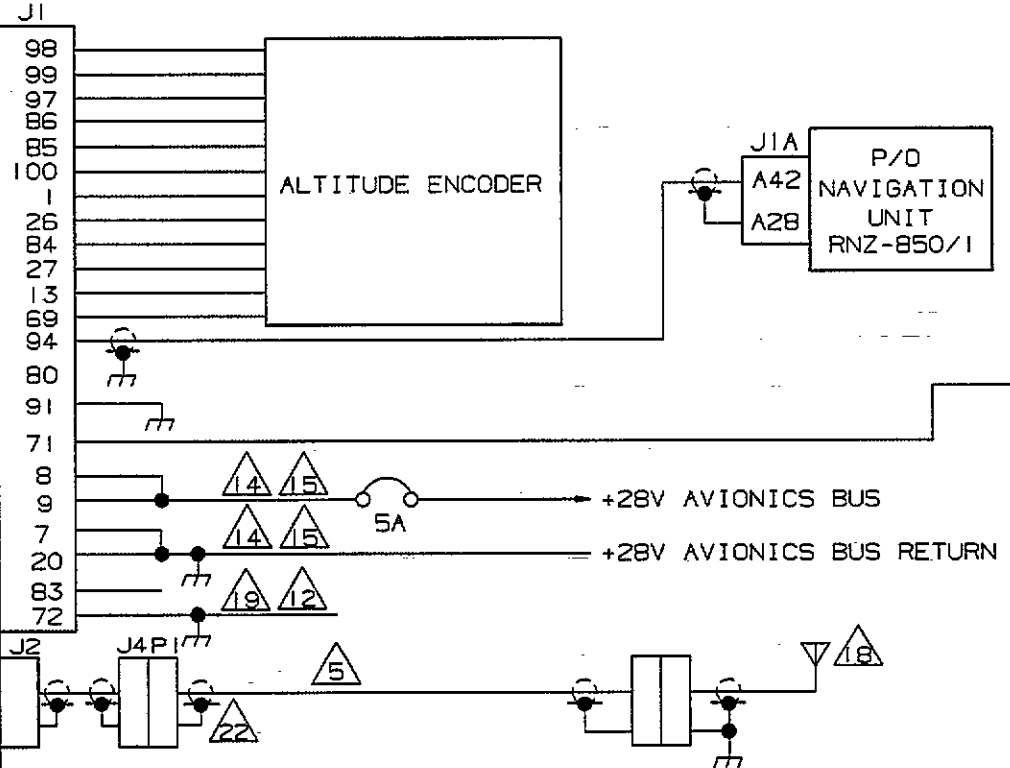 J1
98
99
97
86
85
100
1
26
84
27
13
69
94
80
91
71
8
9
7
20
83
72
ALTITUDE ENCODER
J1A
A42
A28
P/O
NAVIGATION
UNIT
RNZ-850/1
14 15
5A
+28V AVIONICS BUS
14 15
+28V AVIONICS BUS RETURN
19 12
J2
J4P1
5
18
22